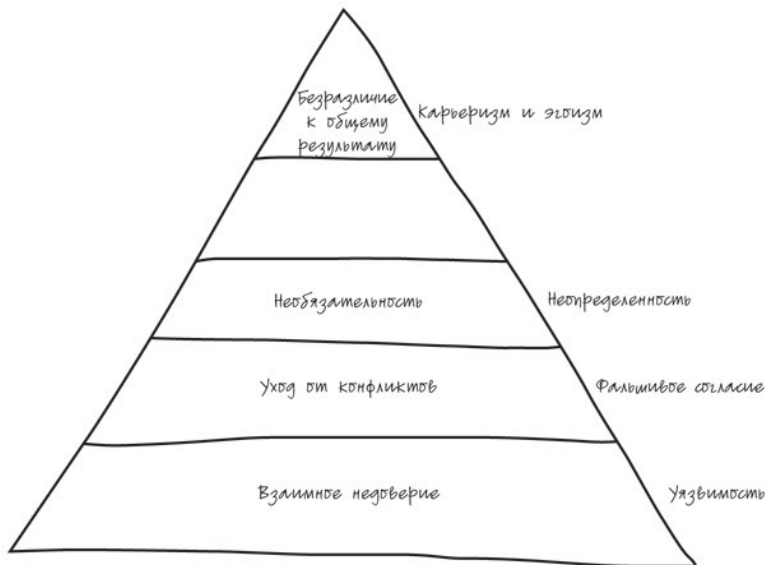 Безразличие
к общему
результату
Карьеризм и эгоизм
Необязательность
Неопределенность
Уход от конфликтов
Фальшивое согласие
Взаимное недоверие
Уязвимость